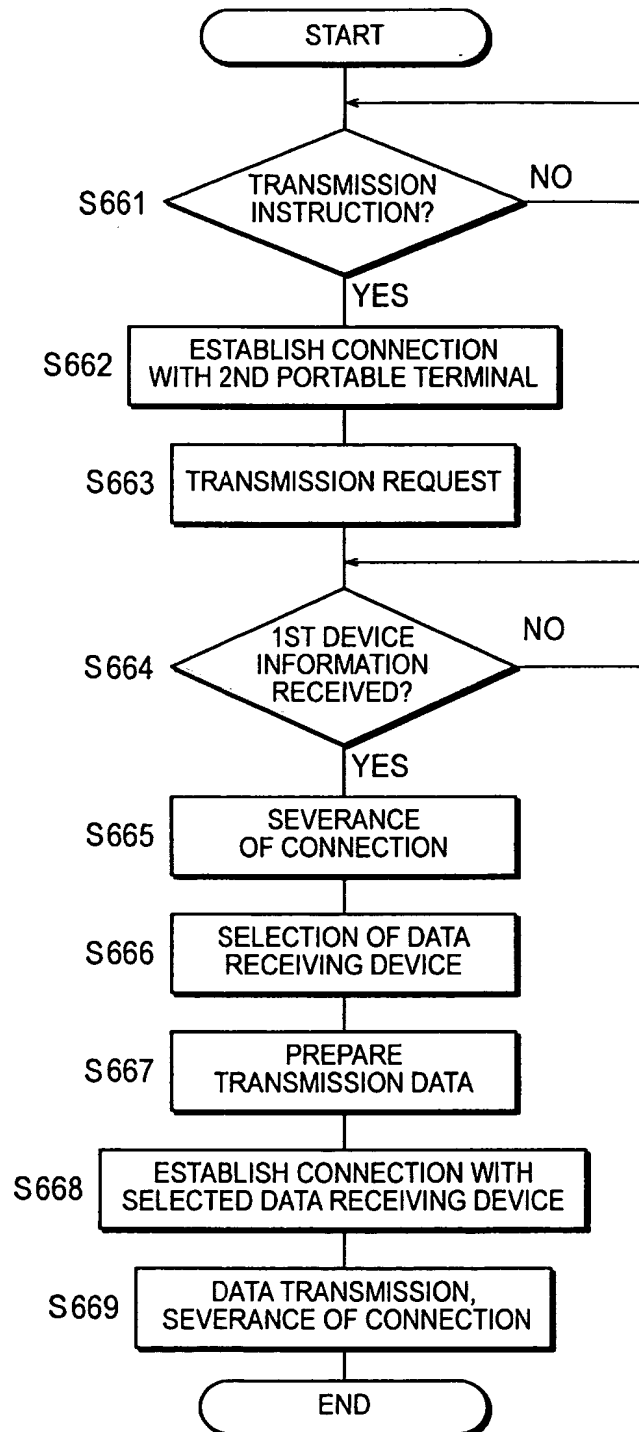 START
S661
TRANSMISSION
INSTRUCTION?
NO
YES
S662
ESTABLISH CONNECTION
WITH 2ND PORTABLE TERMINAL
S663
TRANSMISSION REQUEST
S664
1ST DEVICE
INFORMATION
RECEIVED?
NO
YES
S665
SEVERANCE
OF CONNECTION
S666
SELECTION OF DATA
RECEIVING DEVICE
S667
PREPARE
TRANSMISSION DATA
S668
ESTABLISH CONNECTION WITH
SELECTED DATA RECEIVING DEVICE
S669
DATA TRANSMISSION,
SEVERANCE OF CONNECTION
END